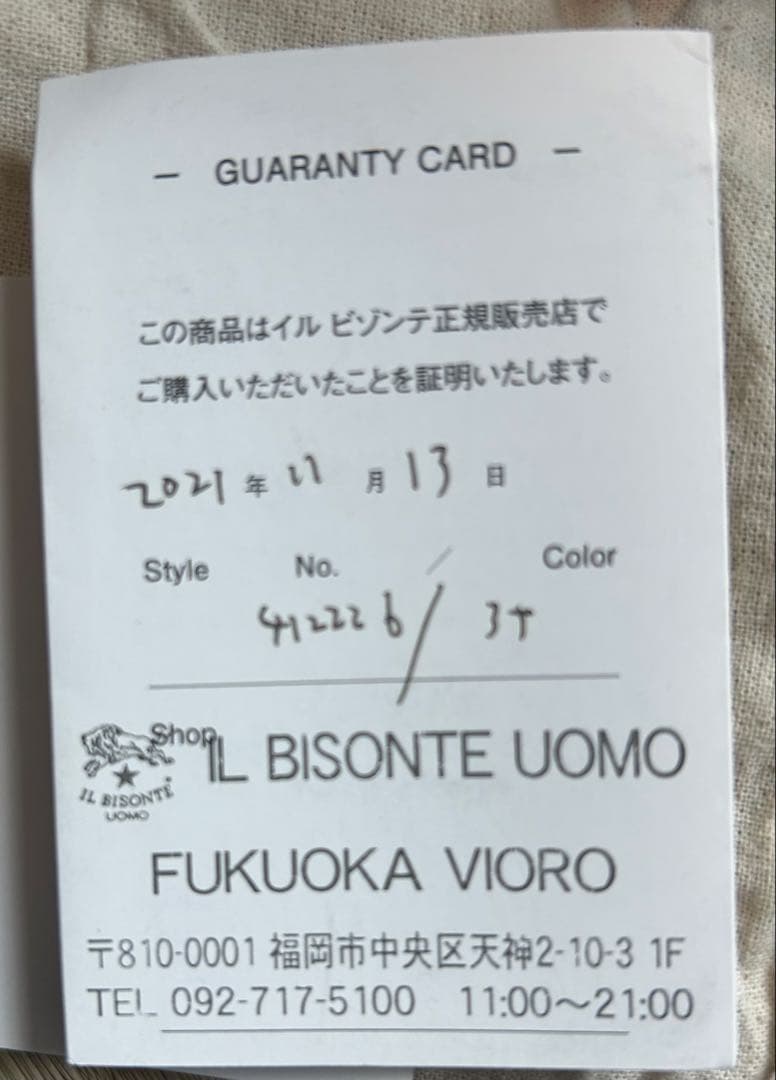 - GUARANTY CARD -
この商品はイル ビゾンテ正規販売店で
ご購入いただいたことを証明いたします。
2021 年 11 月 13 日
Style No. / Color
412226 / 34
Shop IL BISONTE UOMO
IL BISONTE
UOMO
FUKUOKA VIORO
〒810-0001 福岡市中央区天神2-10-3 1F
TEL 092-717-5100 11:00～21:00